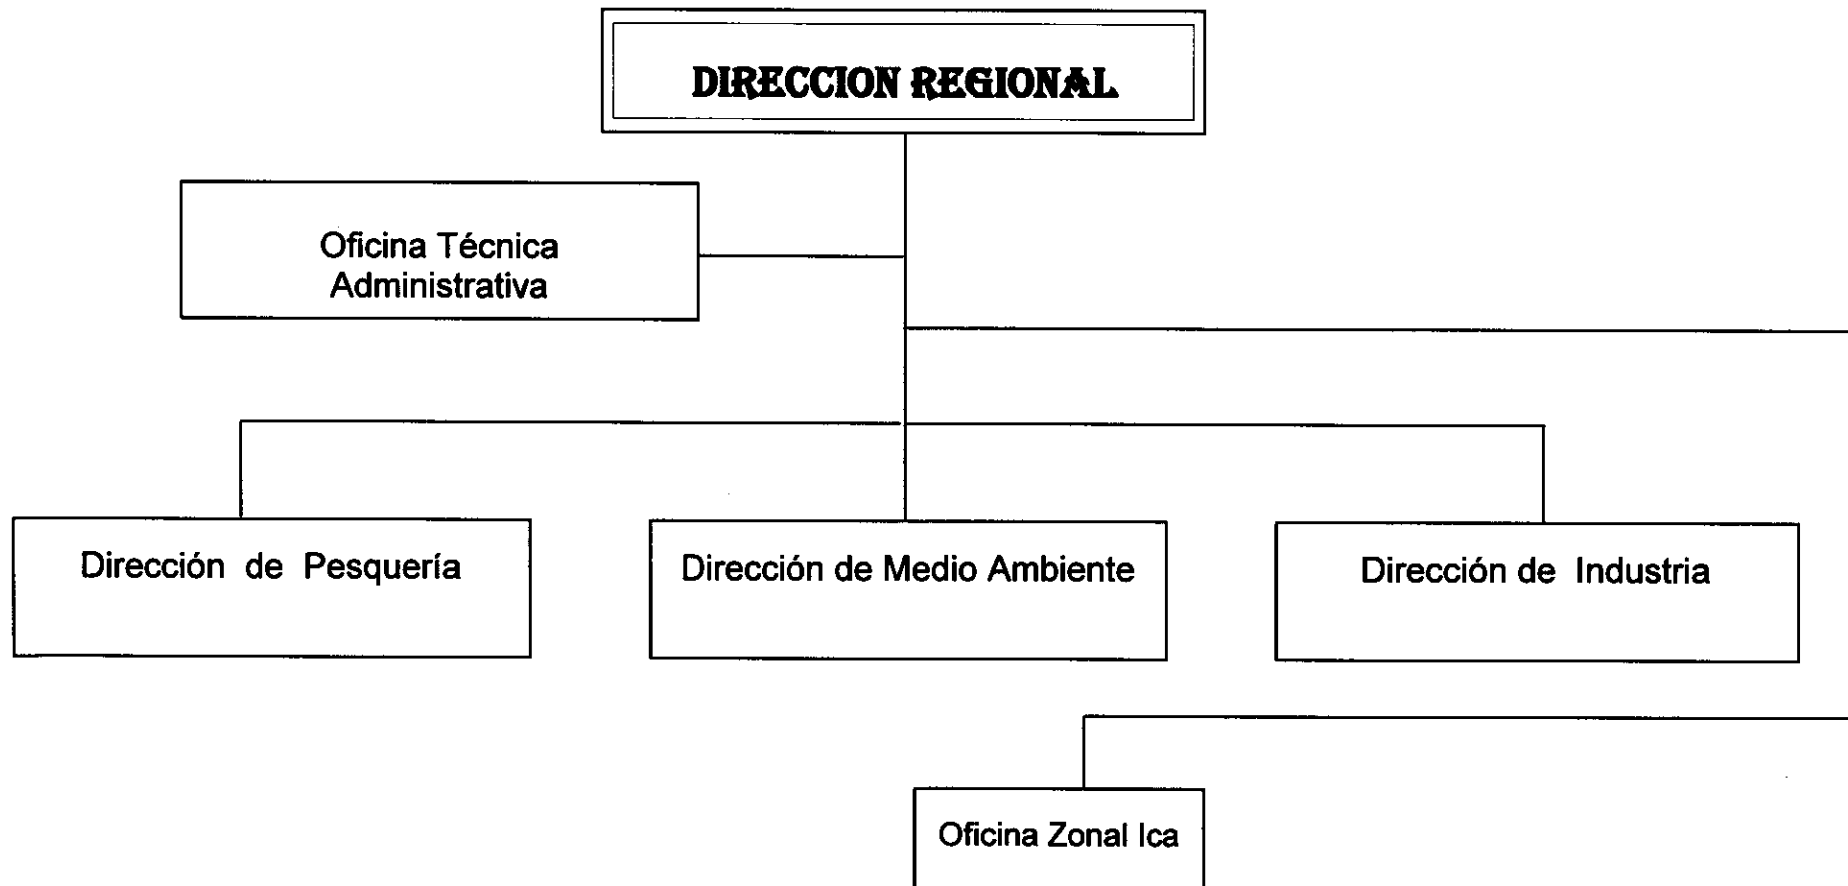 DIRECCION REGIONAL
Oficina Técnica
Administrativa
Dirección de Pesquería
Dirección de Medio Ambiente
Dirección de Industria
Oficina Zonal Ica